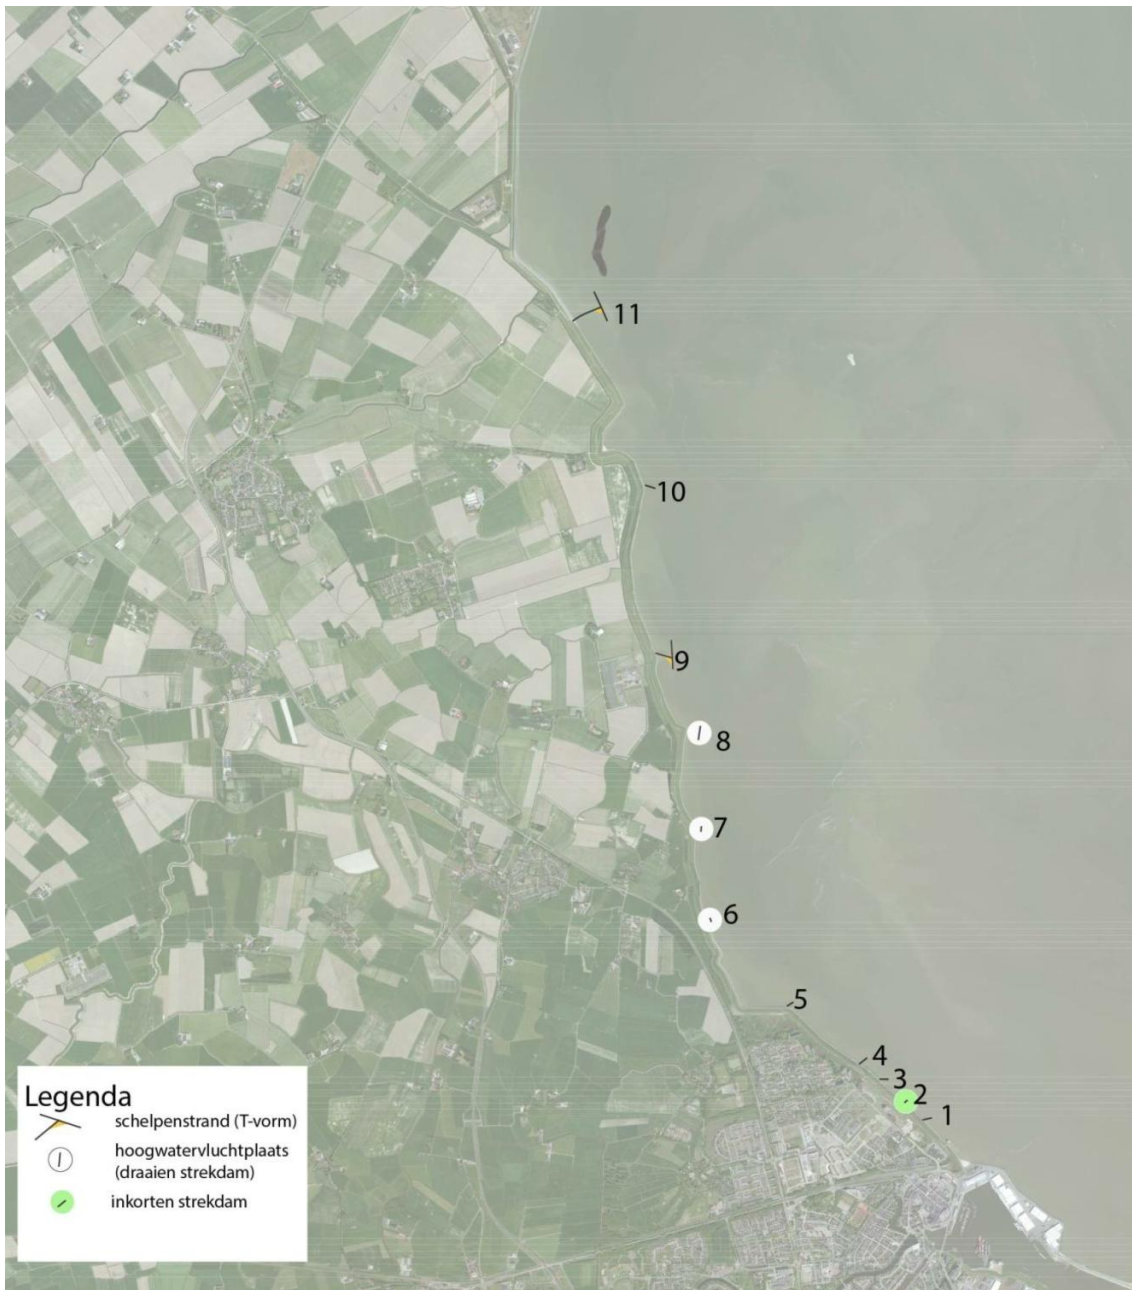 11
10
9
8
7
6
5
4
3
2
1
Legenda
schelpenstrand (T-vorm)
hoogwatervluchtplaats
(draaien strekdam)
inkorten strekdam